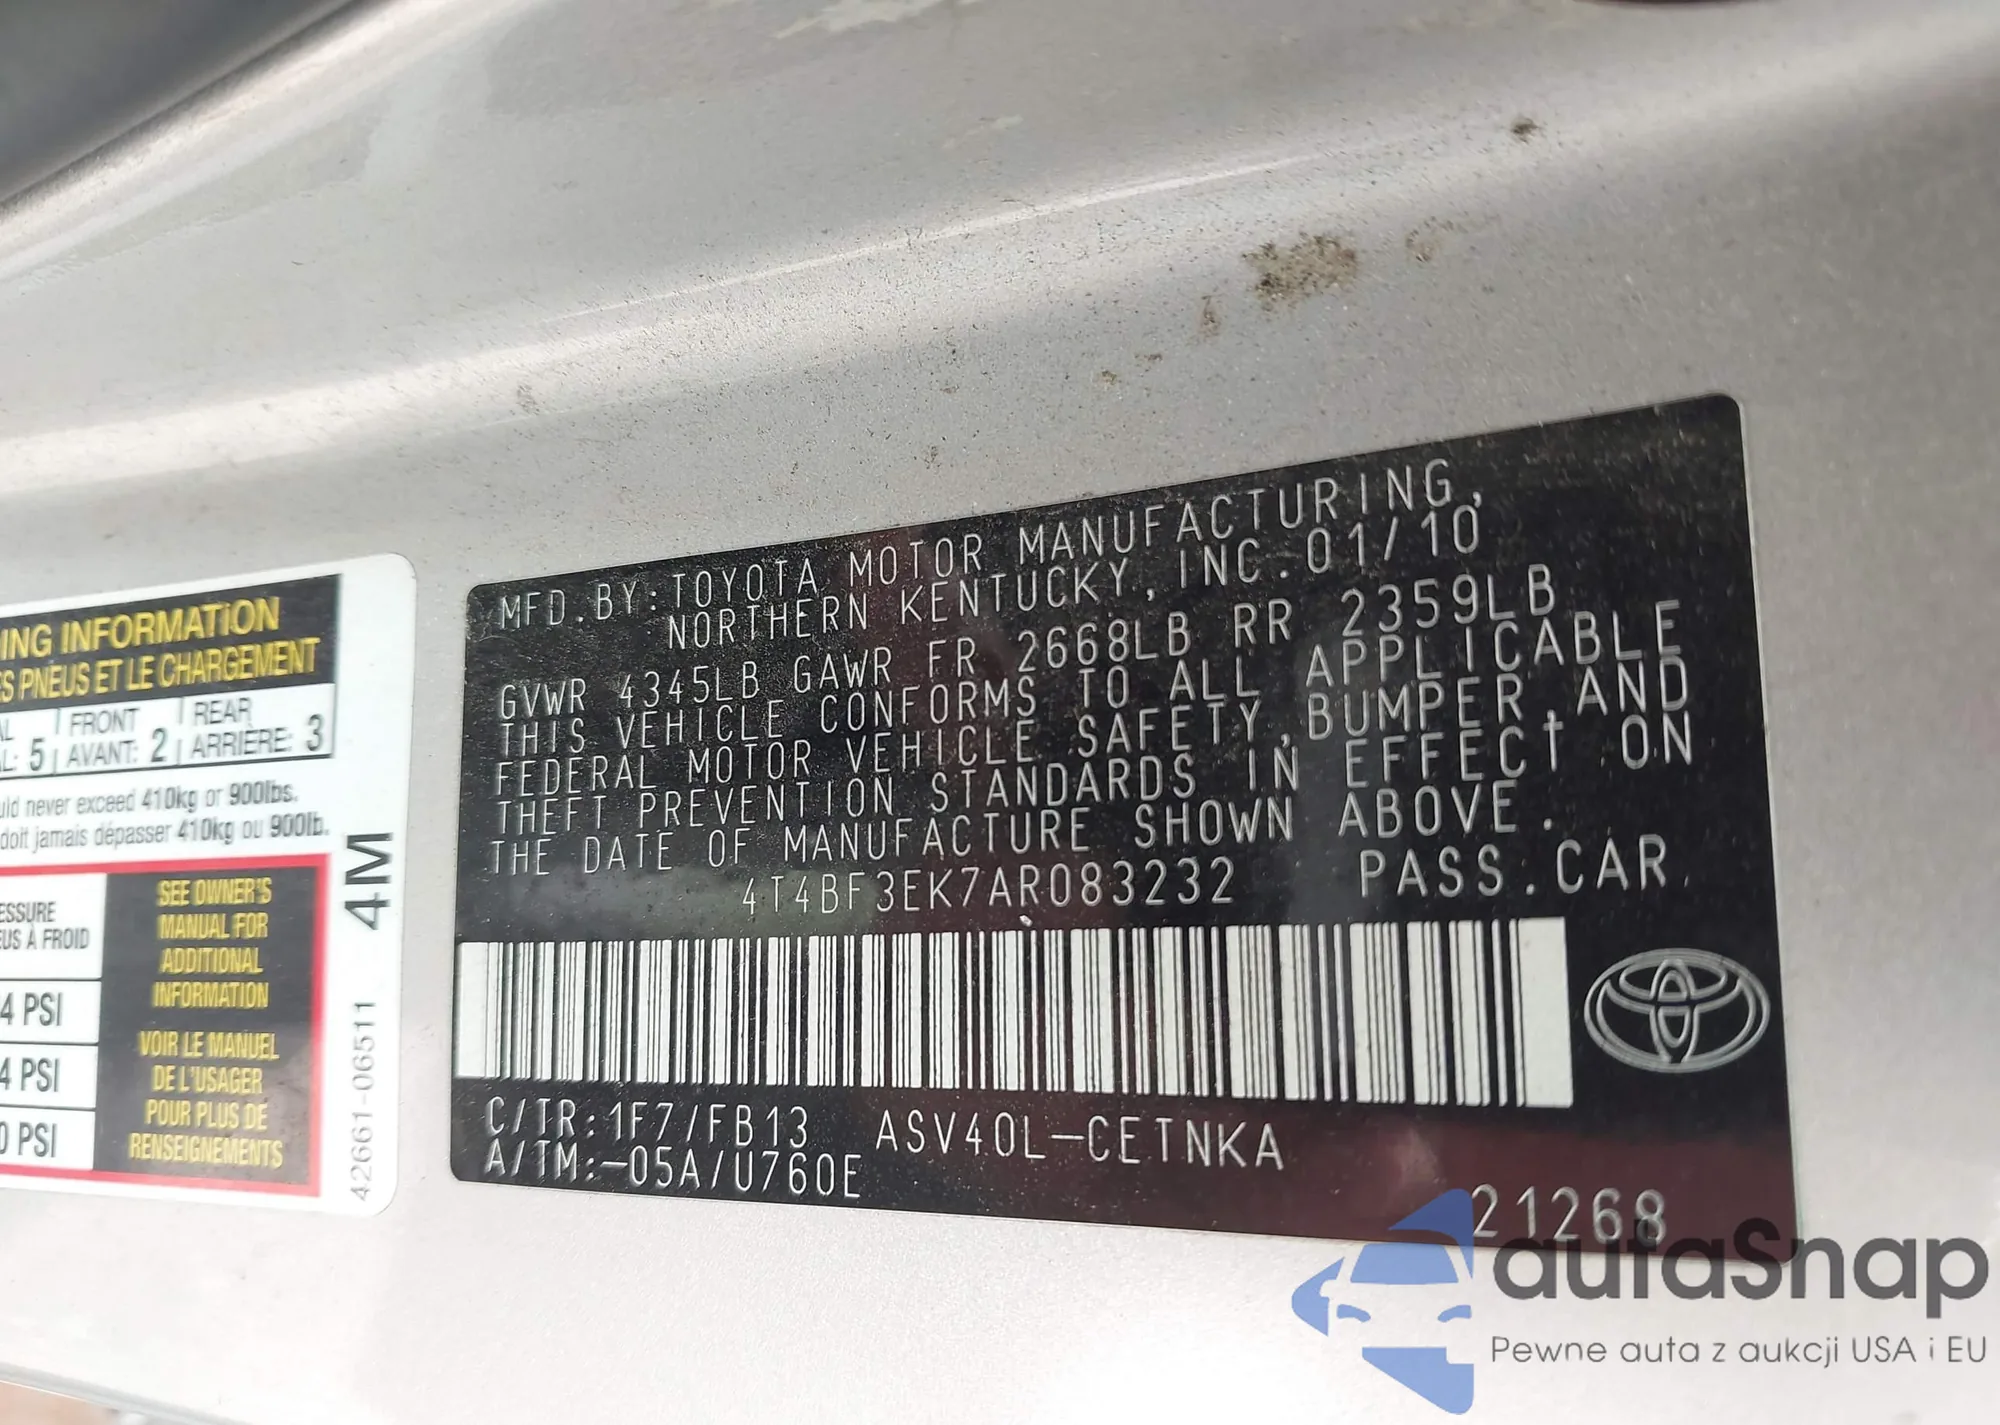 ING INFORMATION
S PNEUS ET LE CHARGEMENT
FRONT
REAR
: 5
AVANT: 2
ARRIÈRE: 3
uld never exceed 410kg or 900lbs.
doit jamais dépasser 410kg ou 900lb.
ESSURE
EUS À FROID
4 PSI
4 PSI
0 PSI
SEE OWNER'S
MANUAL FOR
ADDITIONAL
INFORMATION
VOIR LE MANUEL
DE L'USAGER
POUR PLUS DE
RENSEIGNEMENTS
42661-06511 4M
MFD.BY:TOYOTA MOTOR MANUFACTURING,
NORTHERN KENTUCKY, INC.01/10
GVWR 4345LB GAWR FR 2668LB RR 2359LB
THIS VEHICLE CONFORMS TO ALL APPLICABLE
FEDERAL MOTOR VEHICLE SAFETY,BUMPER,AND
THEFT PREVENTION STANDARDS IN EFFECT ON
THE DATE OF MANUFACTURE SHOWN ABOVE.
4T4BF3EK7AR083232 PASS.CAR
C/TR:1F7/FB13 ASV40L-CETNKA
A/TM:-05A/U760E
21268
autaSnap
Pewne auta z aukcji USA i EU